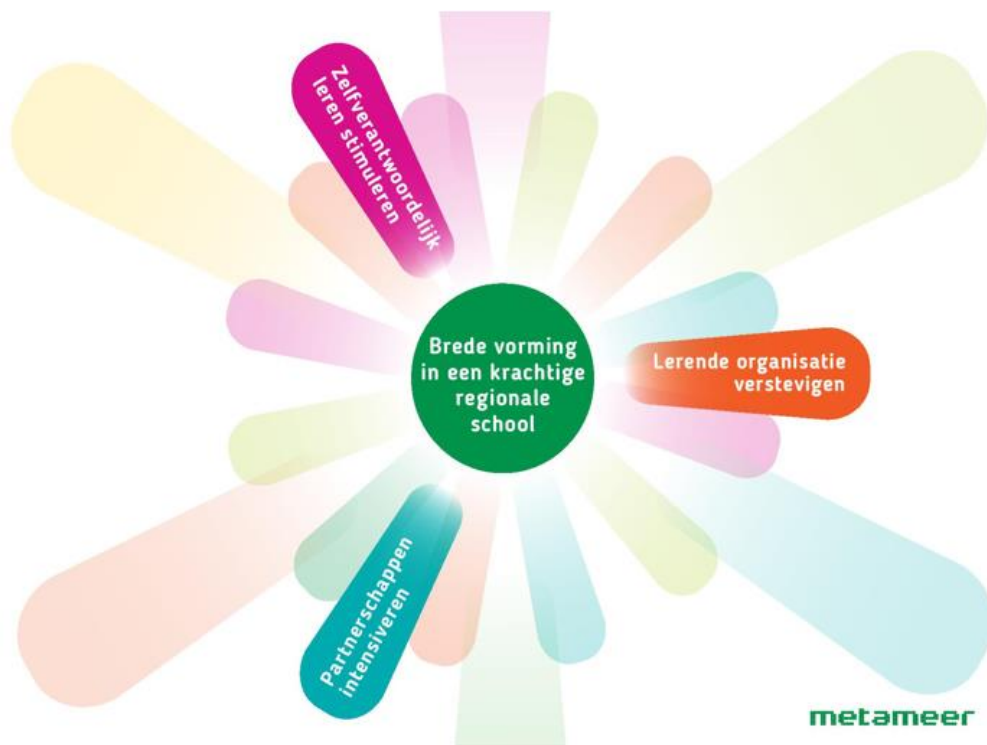 Zelfverantwoordelijk
leren stimuleren
Brede vorming
in een krachtige
regionale
school
Lerende organisatie
verstevigen
Partnerschappen
intensiveren
metameer